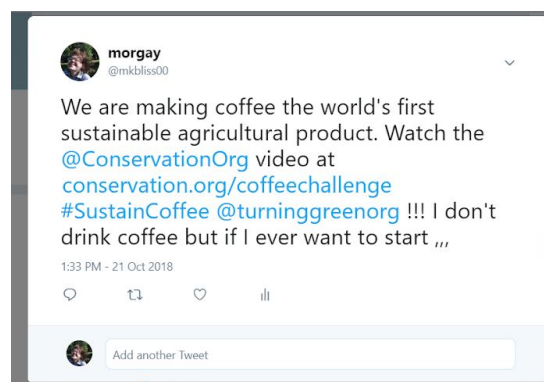 morgay
@mkbliss00
We are making coffee the world's first
sustainable agricultural product. Watch the
@ConservationOrg video at
conservation.org/coffeechallenge
#SustainCoffee @turninggreenorg !!! I don't
drink coffee but if I ever want to start ,,,
1:33 PM - 21 Oct 2018
Add another Tweet